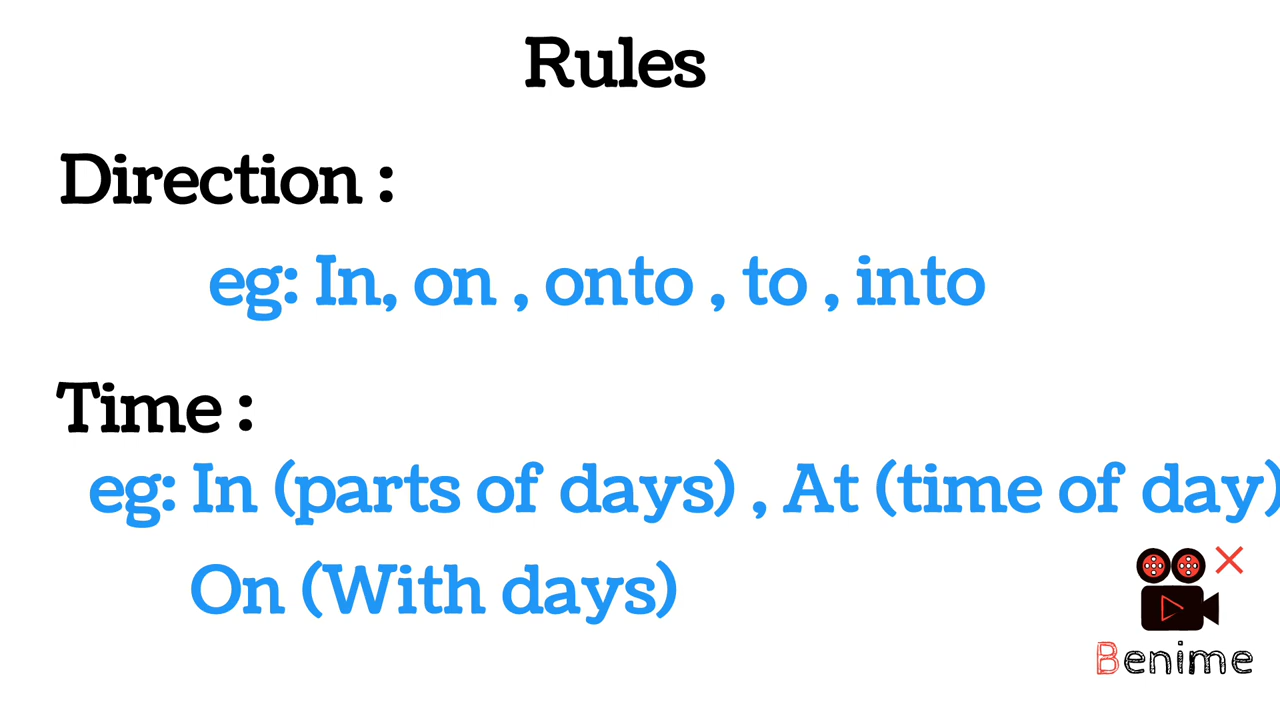 Rules
Direction :
eg: In, on , onto , to , into
Time :
eg: In (parts of days) , At (time of day)
On (With days)
Benime